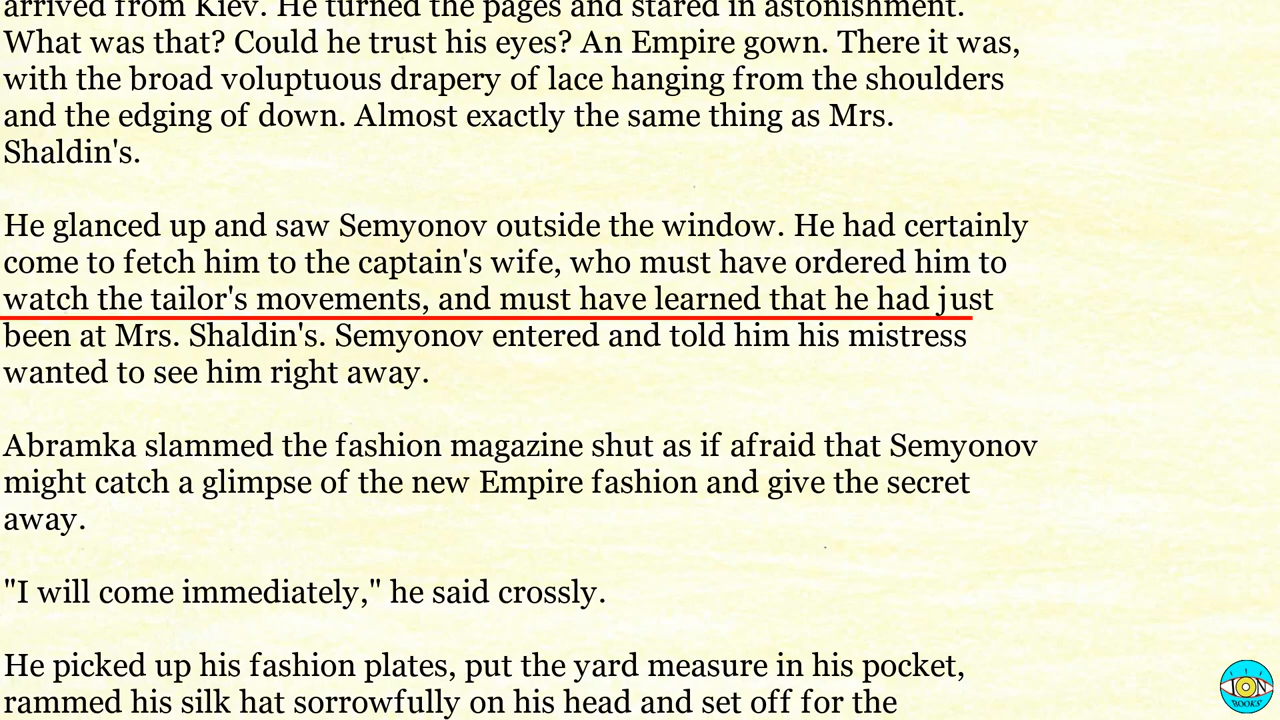 arrived from Kiev. He turned the pages and stared in astonishment.
What was that? Could he trust his eyes? An Empire gown. There it was,
with the broad voluptuous drapery of lace hanging from the shoulders
and the edging of down. Almost exactly the same thing as Mrs.
Shaldin's.
He glanced up and saw Semyonov outside the window. He had certainly
come to fetch him to the captain's wife, who must have ordered him to
watch the tailor's movements, and must have learned that he had just
been at Mrs. Shaldin's. Semyonov entered and told him his mistress
wanted to see him right away.
Abramka slammed the fashion magazine shut as if afraid that Semyonov
might catch a glimpse of the new Empire fashion and give the secret
away.
"I will come immediately," he said crossly.
He picked up his fashion plates, put the yard measure in his pocket,
rammed his silk hat sorrowfully on his head and set off for the
ION
BOOKS